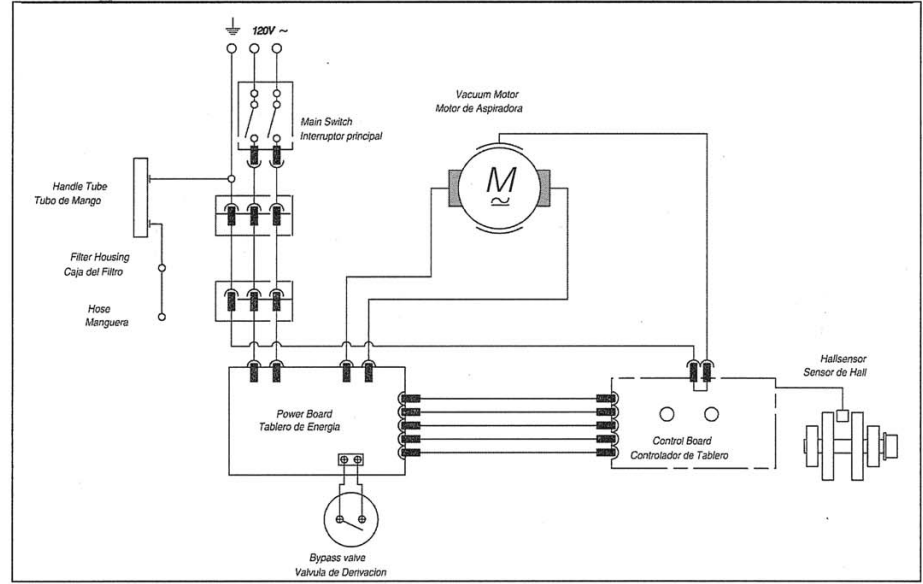 120V ~
Main Switch
Interruptor principal
Vacuum Motor
Motor de Aspiradora
M
~
Handle Tube
Tubo de Mango
Filter Housing
Caja del Filtro
Hose
Manguera
Hallsensor
Sensor de Hall
Power Board
Tablero de Energia
Control Board
Controlador de Tablero
Bypass valve
Valvula de Derivacion